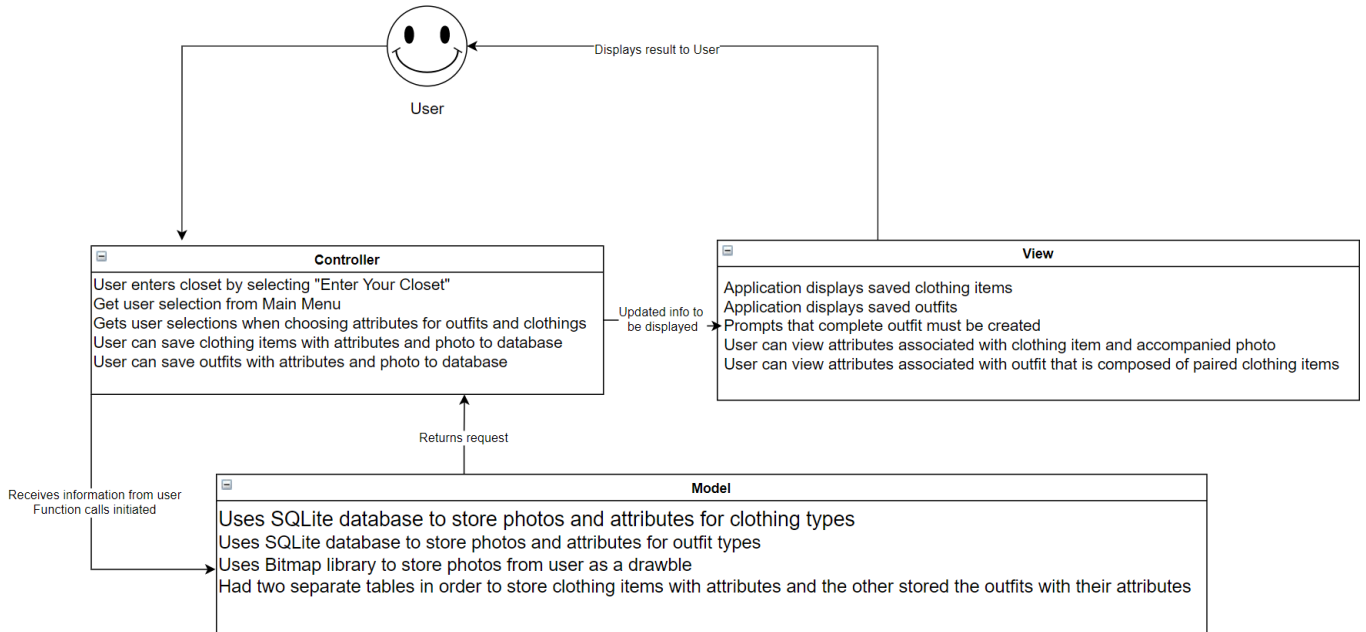 Displays result to User
User
Controller
User enters closet by selecting "Enter Your Closet"
Get user selection from Main Menu
Gets user selections when choosing attributes for outfits and clothings
User can save clothing items with attributes and photo to database
User can save outfits with attributes and photo to database
Updated info to
be displayed
View
Application displays saved clothing items
Application displays saved outfits
Prompts that complete outfit must be created
User can view attributes associated with clothing item and accompanied photo
User can view attributes associated with outfit that is composed of paired clothing items
Returns request
Receives information from user
Function calls initiated
Model
Uses SQLite database to store photos and attributes for clothing types
Uses SQLite database to store photos and attributes for outfit types
Uses Bitmap library to store photos from user as a drawble
Had two separate tables in order to store clothing items with attributes and the other stored the outfits with their attributes